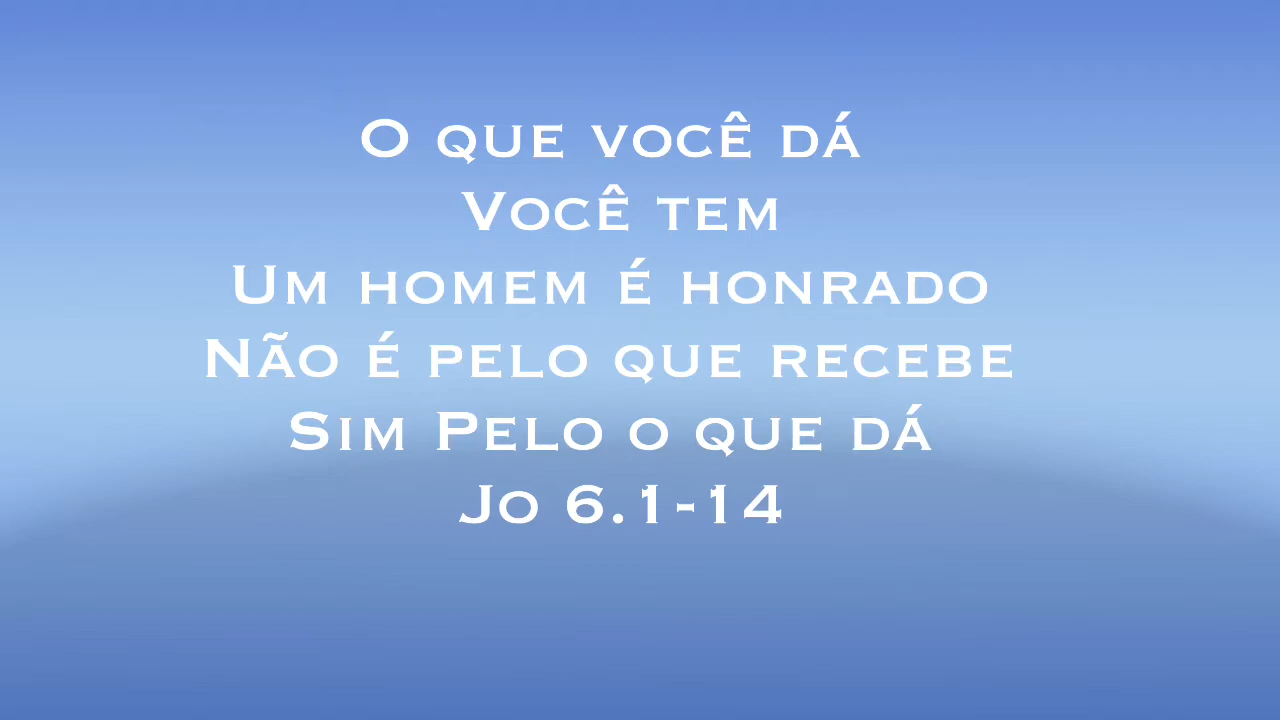 O que você dá
Você tem
Um homem é honrado
Não é pelo que recebe
Sim Pelo o que dá
Jo 6.1-14